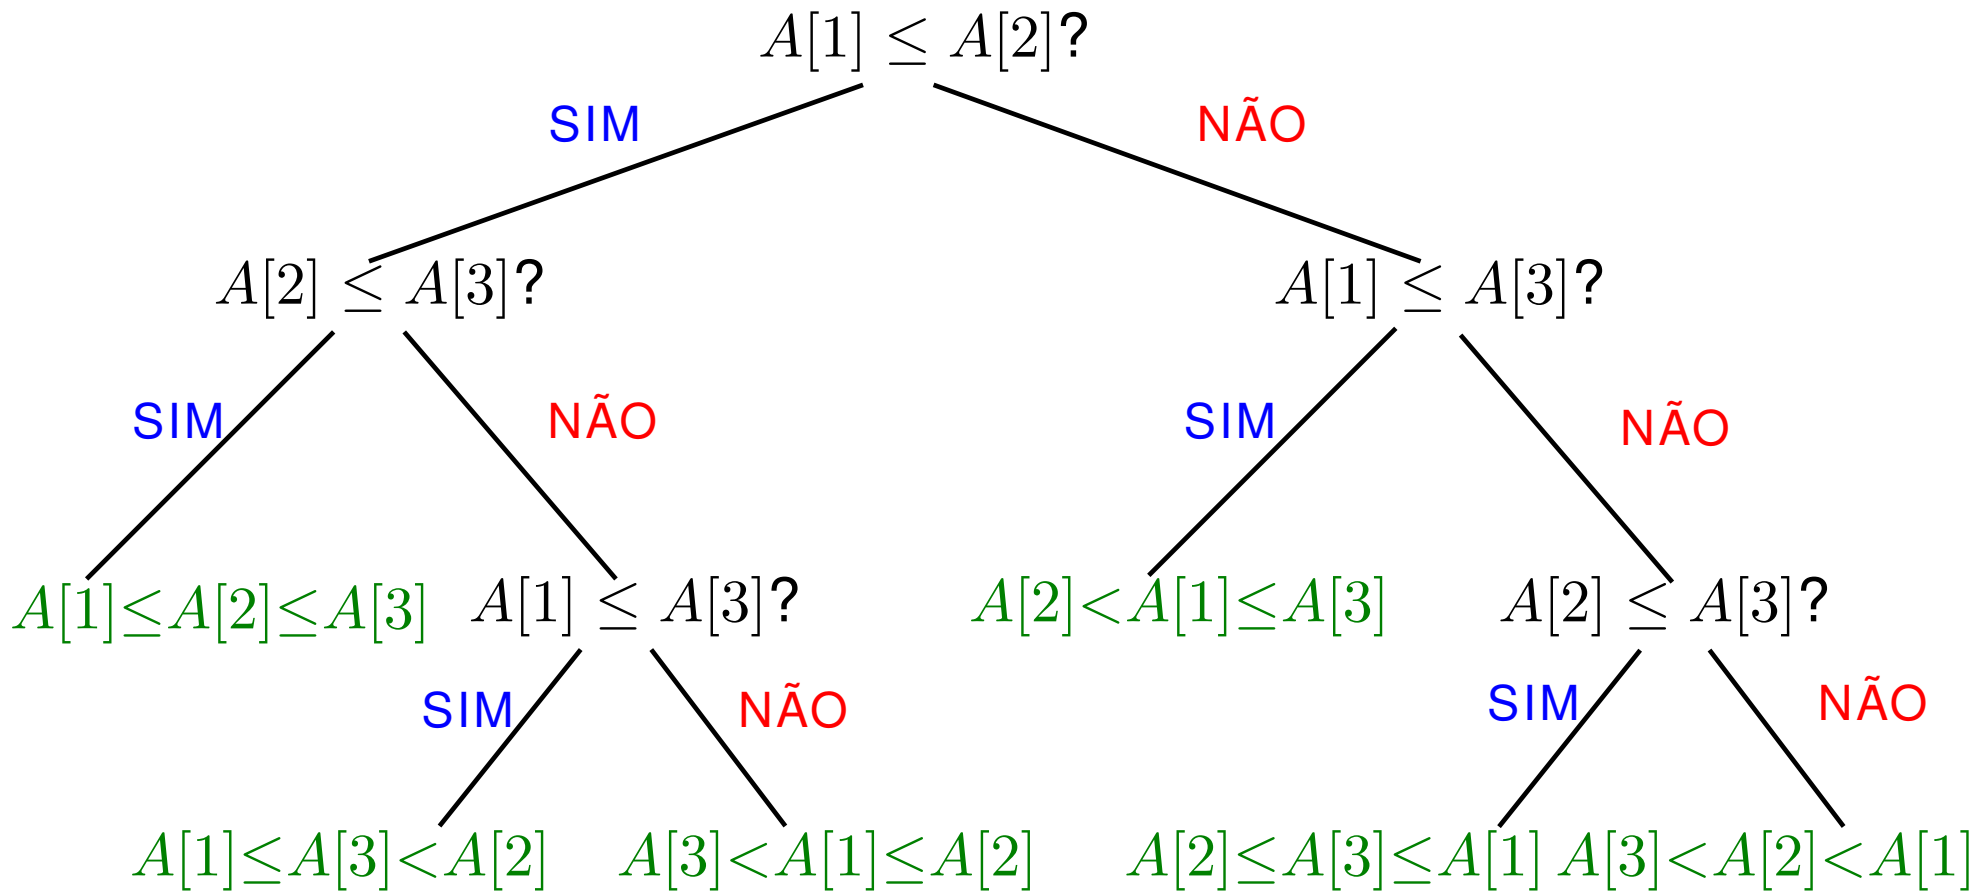 A[1] ≤ A[2]?
SIM
NÃO
A[2] ≤ A[3]?
A[1] ≤ A[3]?
SIM
NÃO
SIM
NÃO
A[1]≤A[2]≤A[3]
A[1] ≤ A[3]?
A[2]<A[1]≤A[3]
A[2] ≤ A[3]?
SIM
NÃO
SIM
NÃO
A[1]≤A[3]<A[2]
A[3]<A[1]≤A[2]
A[2]≤A[3]≤A[1]
A[3]<A[2]<A[1]